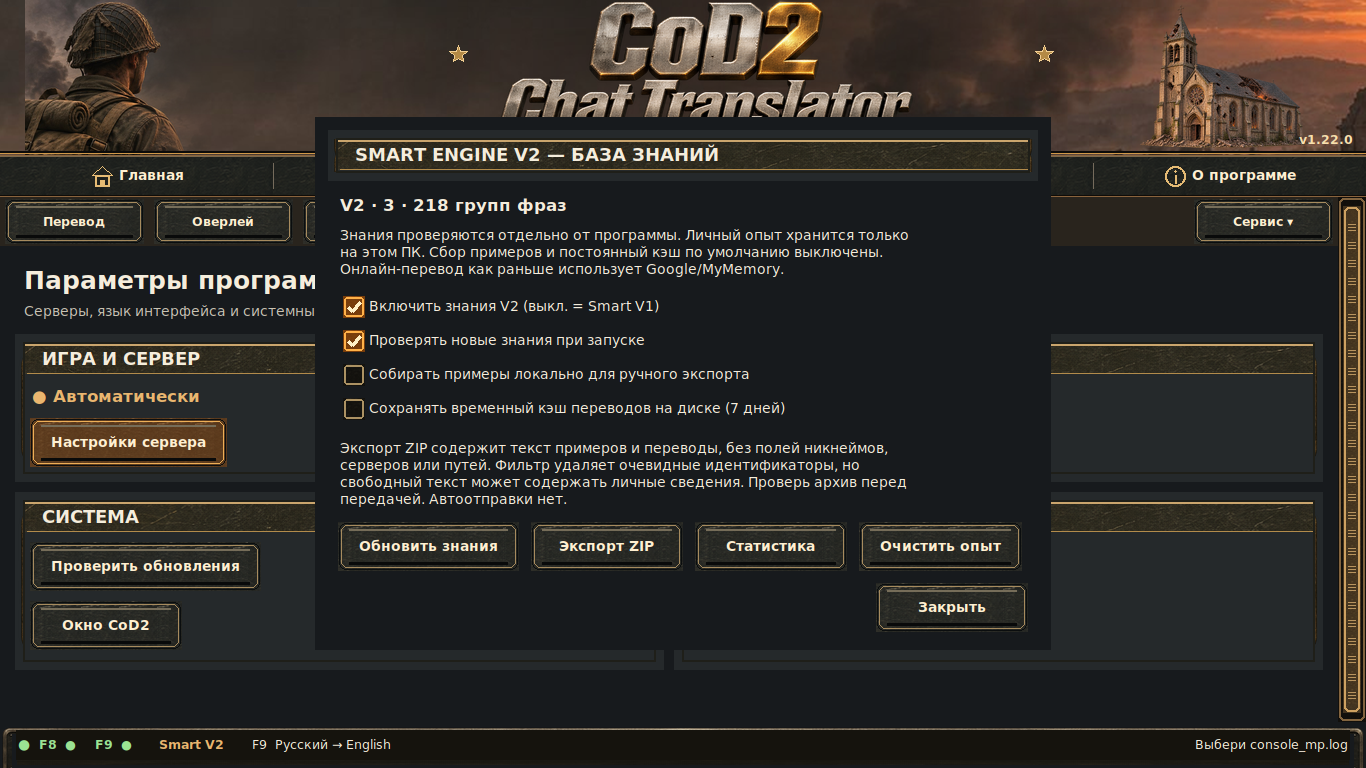 CoD2
Chat Translator
v1.22.0
Главная
О программе
Перевод
Оверлей
Сервис ▾
Параметры програм
Серверы, язык интерфейса и системны
ИГРА И СЕРВЕР
Автоматически
Настройки сервера
СИСТЕМА
Проверить обновления
Окно CoD2
SMART ENGINE V2 — БАЗА ЗНАНИЙ
V2 · 3 · 218 групп фраз
Знания проверяются отдельно от программы. Личный опыт хранится только
на этом ПК. Сбор примеров и постоянный кэш по умолчанию выключены.
Онлайн-перевод как раньше использует Google/MyMemory.
Включить знания V2 (выкл. = Smart V1)
Проверять новые знания при запуске
Собирать примеры локально для ручного экспорта
Сохранять временный кэш переводов на диске (7 дней)
Экспорт ZIP содержит текст примеров и переводы, без полей никнеймов,
серверов или путей. Фильтр удаляет очевидные идентификаторы, но
свободный текст может содержать личные сведения. Проверь архив перед
передачей. Автоотправки нет.
Обновить знания
Экспорт ZIP
Статистика
Очистить опыт
Закрыть
F8
F9
Smart V2
F9 Русский → English
Выбери console_mp.log